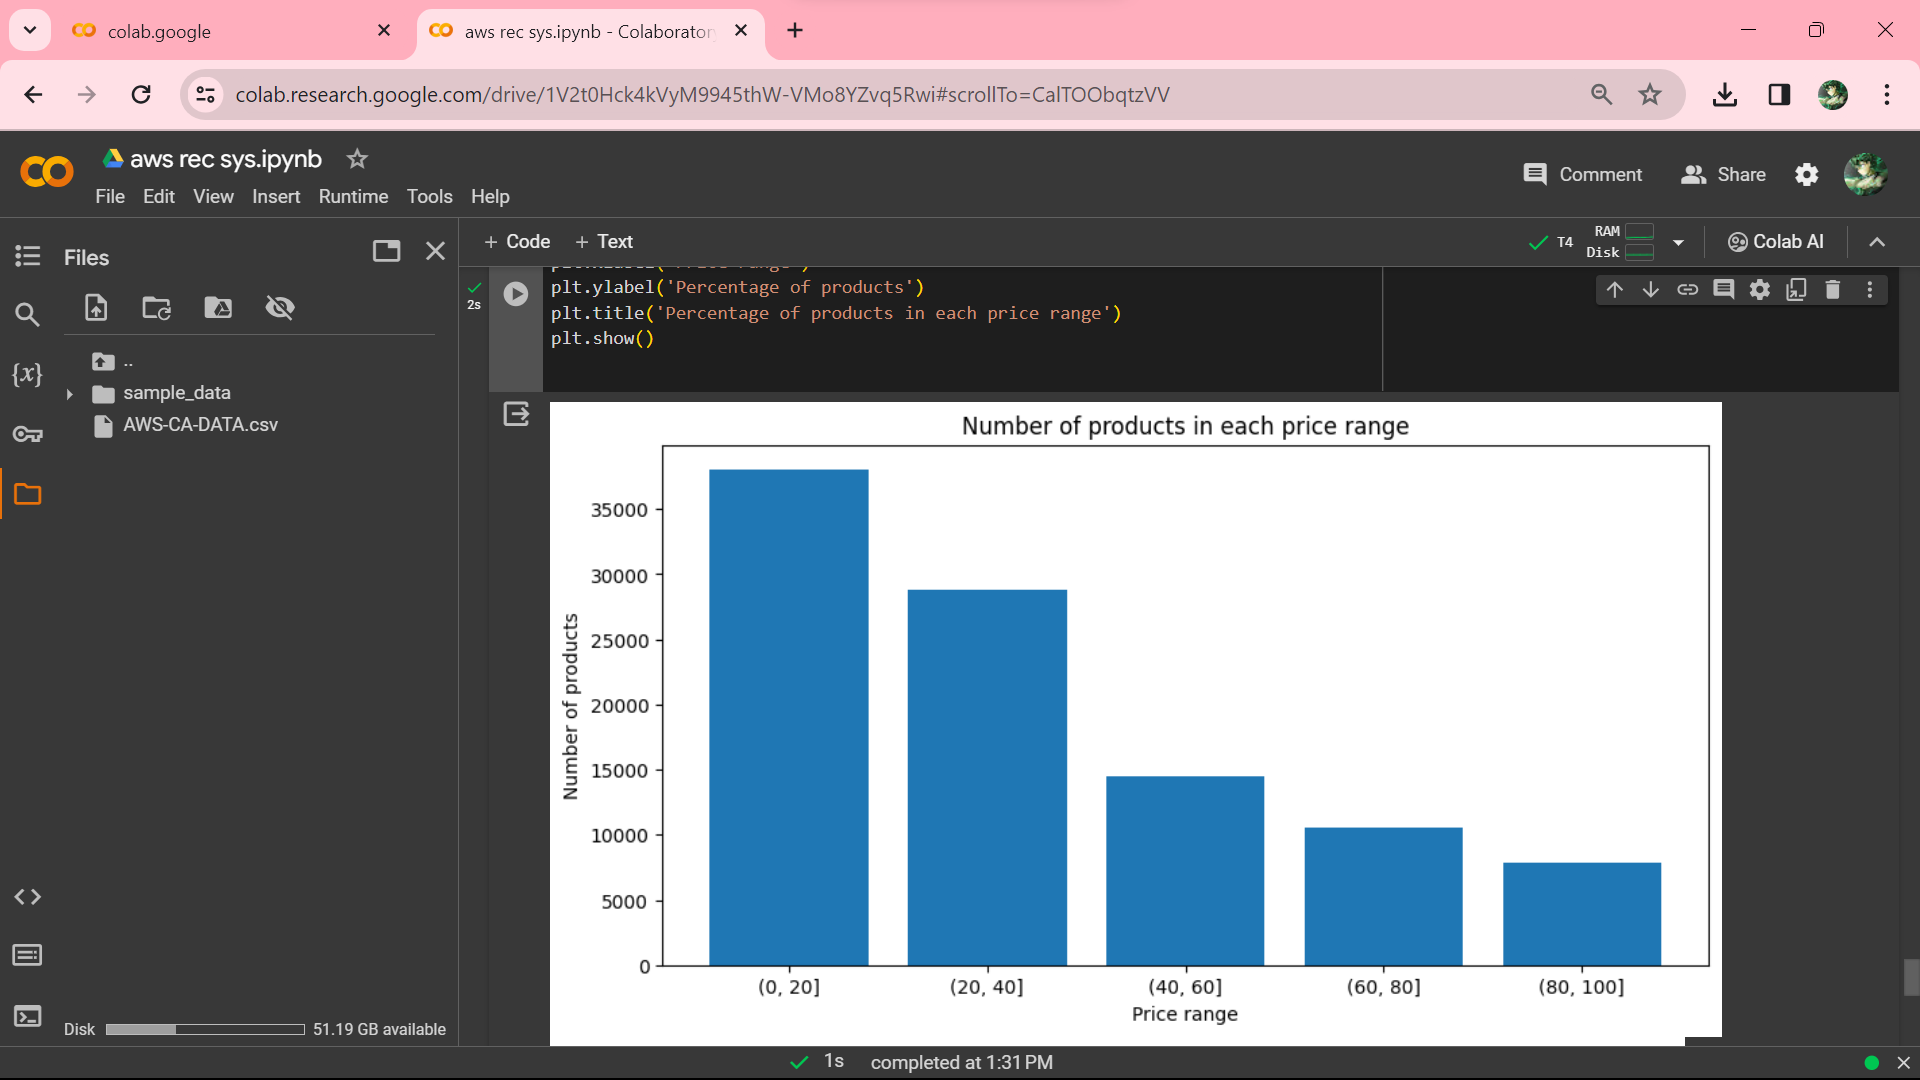 colab.google
aws rec sys.ipynb - Colaborator
colab.research.google.com/drive/1V2t0Hck4kVyM9945thW-VMo8YZvq5Rwi#scrollTo=CalTOObqtzVV
aws rec sys.ipynb
File Edit View Insert Runtime Tools Help
Comment Share
Files
+ Code + Text
T4 RAM
Disk
Colab AI
{x}
..
sample_data
AWS-CA-DATA.csv
2s
plt.ylabel('Percentage of products')
plt.title('Percentage of products in each price range')
plt.show()
Number of products in each price range
35000
30000
25000
20000
15000
10000
5000
0
Number of products
(0, 20] (20, 40] (40, 60] (60, 80] (80, 100]
Price range
Disk 51.19 GB available
1s completed at 1:31 PM